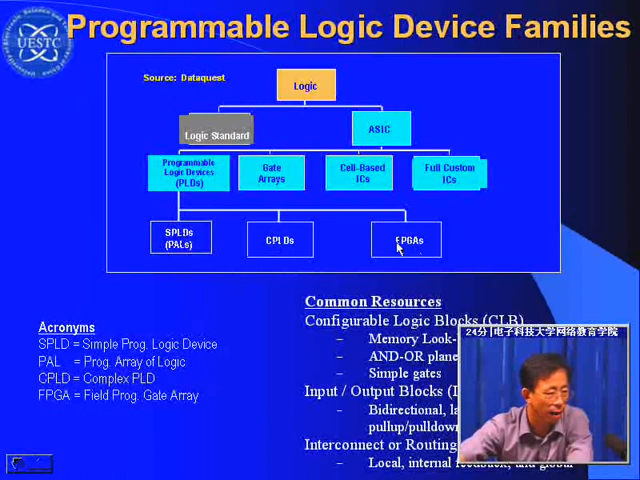 UESTC
Programmable Logic Device Families
Source: Dataquest
Logic
Logic Standard
ASIC
Programmable
Logic Devices
(PLDs)
Gate
Arrays
Cell-Based
ICs
Full Custom
ICs
SPLDs
(PALs)
CPLDs
FPGAs
Acronyms
SPLD = Simple Prog. Logic Device
PAL = Prog. Array of Logic
CPLD = Complex PLD
FPGA = Field Prog. Gate Array
Common Resources
Configurable Logic Blocks (CLB)
– Memory Look-
– AND-OR plane
– Simple gates
Input / Output Blocks (I
– Bidirectional, la
pullup/pulldown
Interconnect or Routing
– Local, internal feedback, and global
24分|电子科技大学网络教育学院